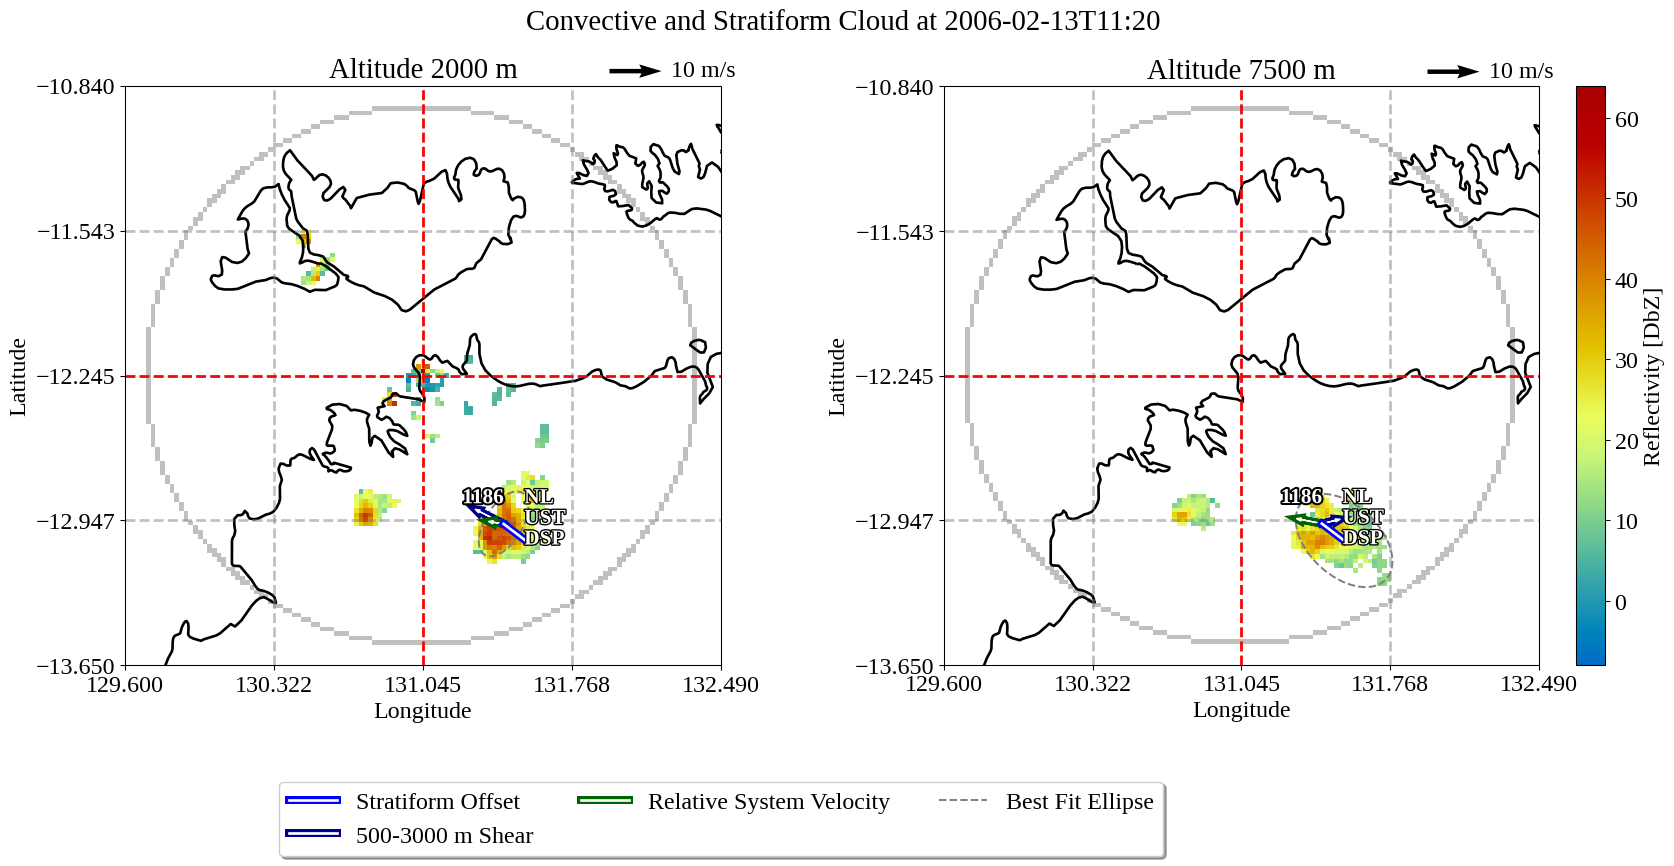 Convective and Stratiform Cloud at 2006-02-13T11:20
Altitude 2000 m
10 m/s
−10.840
−11.543
−12.245
−12.947
−13.650
Latitude
1186
NL
UST
DSP
129.600
130.322
131.045
131.768
132.490
Longitude
Altitude 7500 m
10 m/s
−10.840
−11.543
−12.245
−12.947
−13.650
Latitude
1186
NL
UST
DSP
129.600
130.322
131.045
131.768
132.490
Longitude
60
50
40
30
20
10
0
Reflectivity [DbZ]
Stratiform Offset
500-3000 m Shear
Relative System Velocity
Best Fit Ellipse